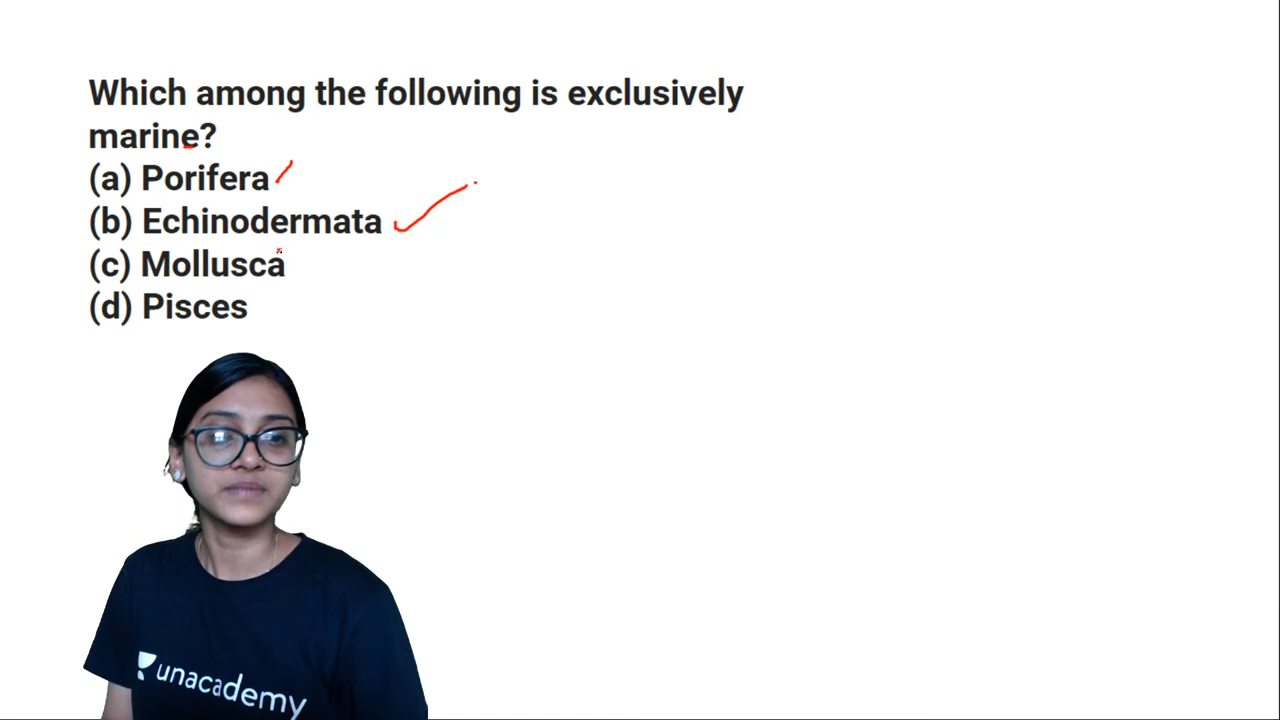 Which among the following is exclusively
marine?
(a) Porifera
(b) Echinodermata
(c) Mollusca
(d) Pisces
unacademy